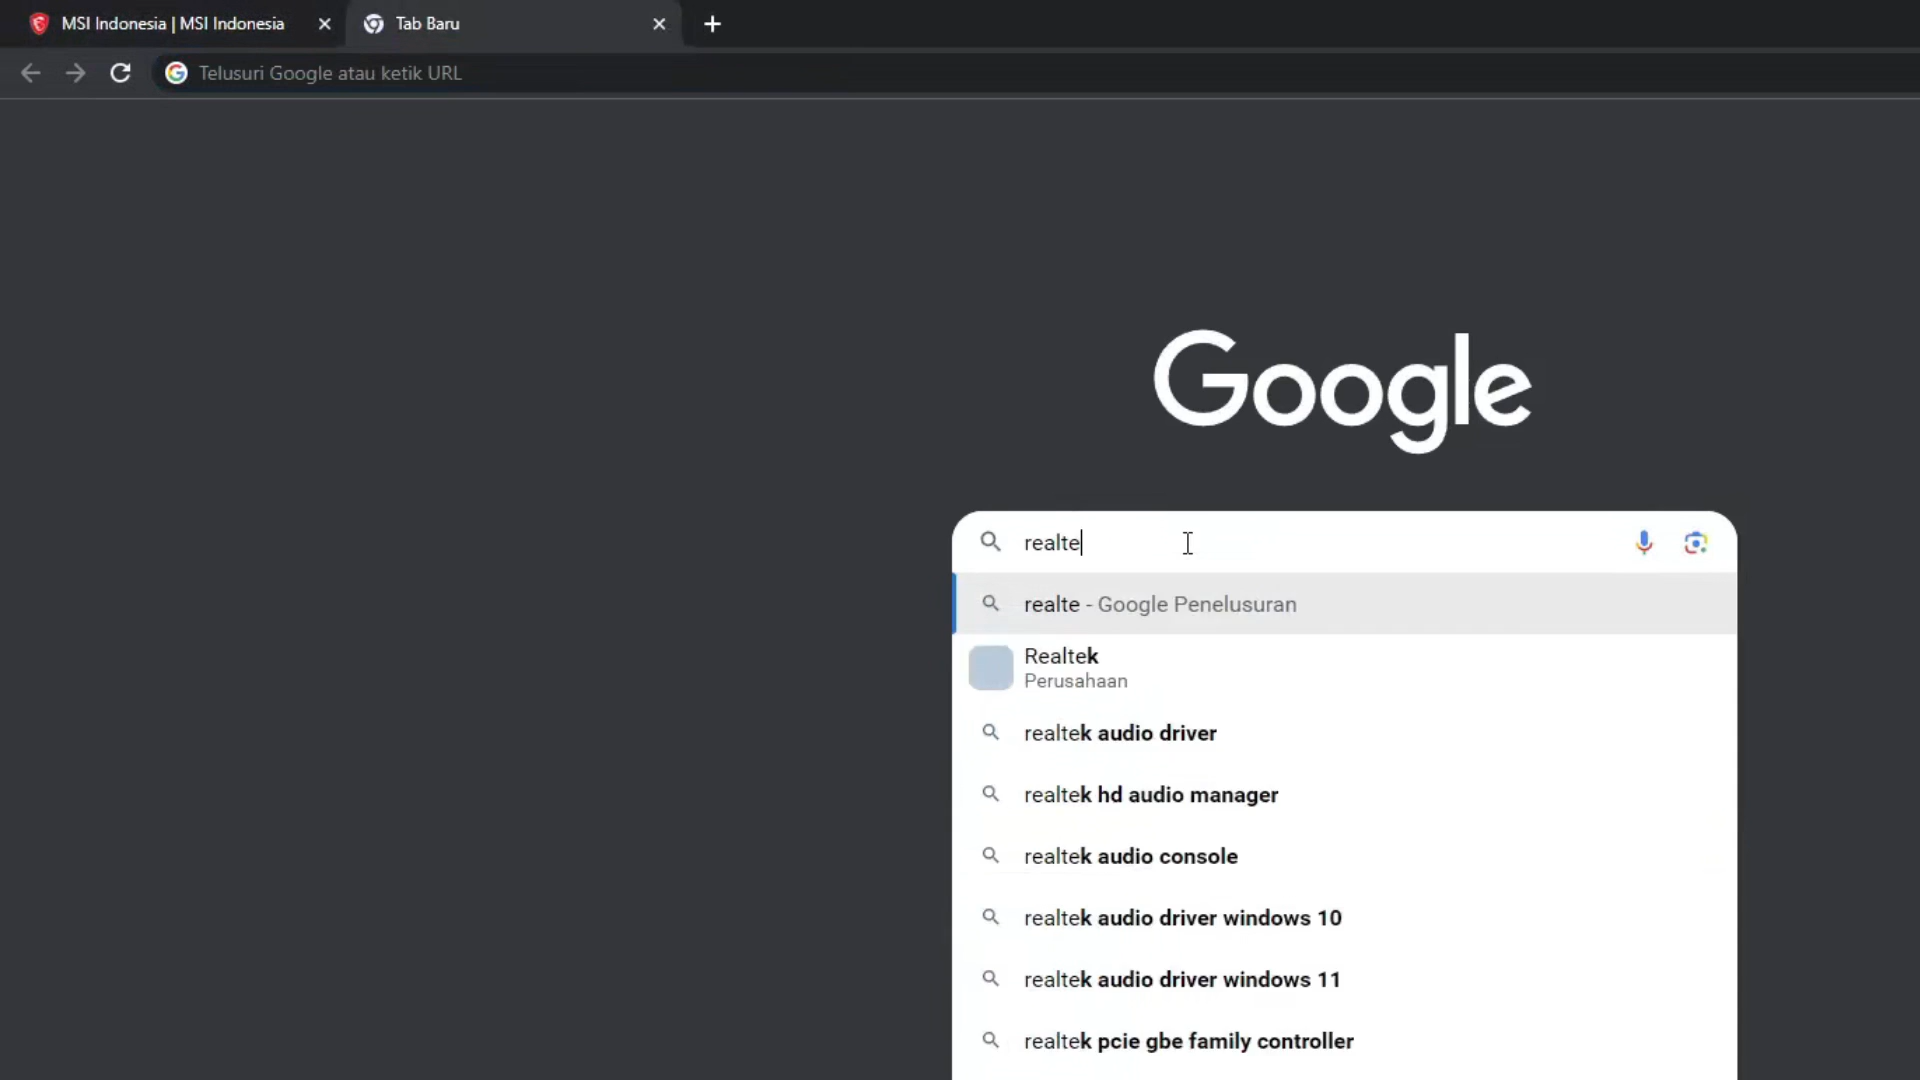 MSI Indonesia | MSI Indonesia
Tab Baru
Telusuri Google atau ketik URL
Google
realte
realte - Google Penelusuran
Realtek
Perusahaan
realtek audio driver
realtek hd audio manager
realtek audio console
realtek audio driver windows 10
realtek audio driver windows 11
realtek pcie gbe family controller